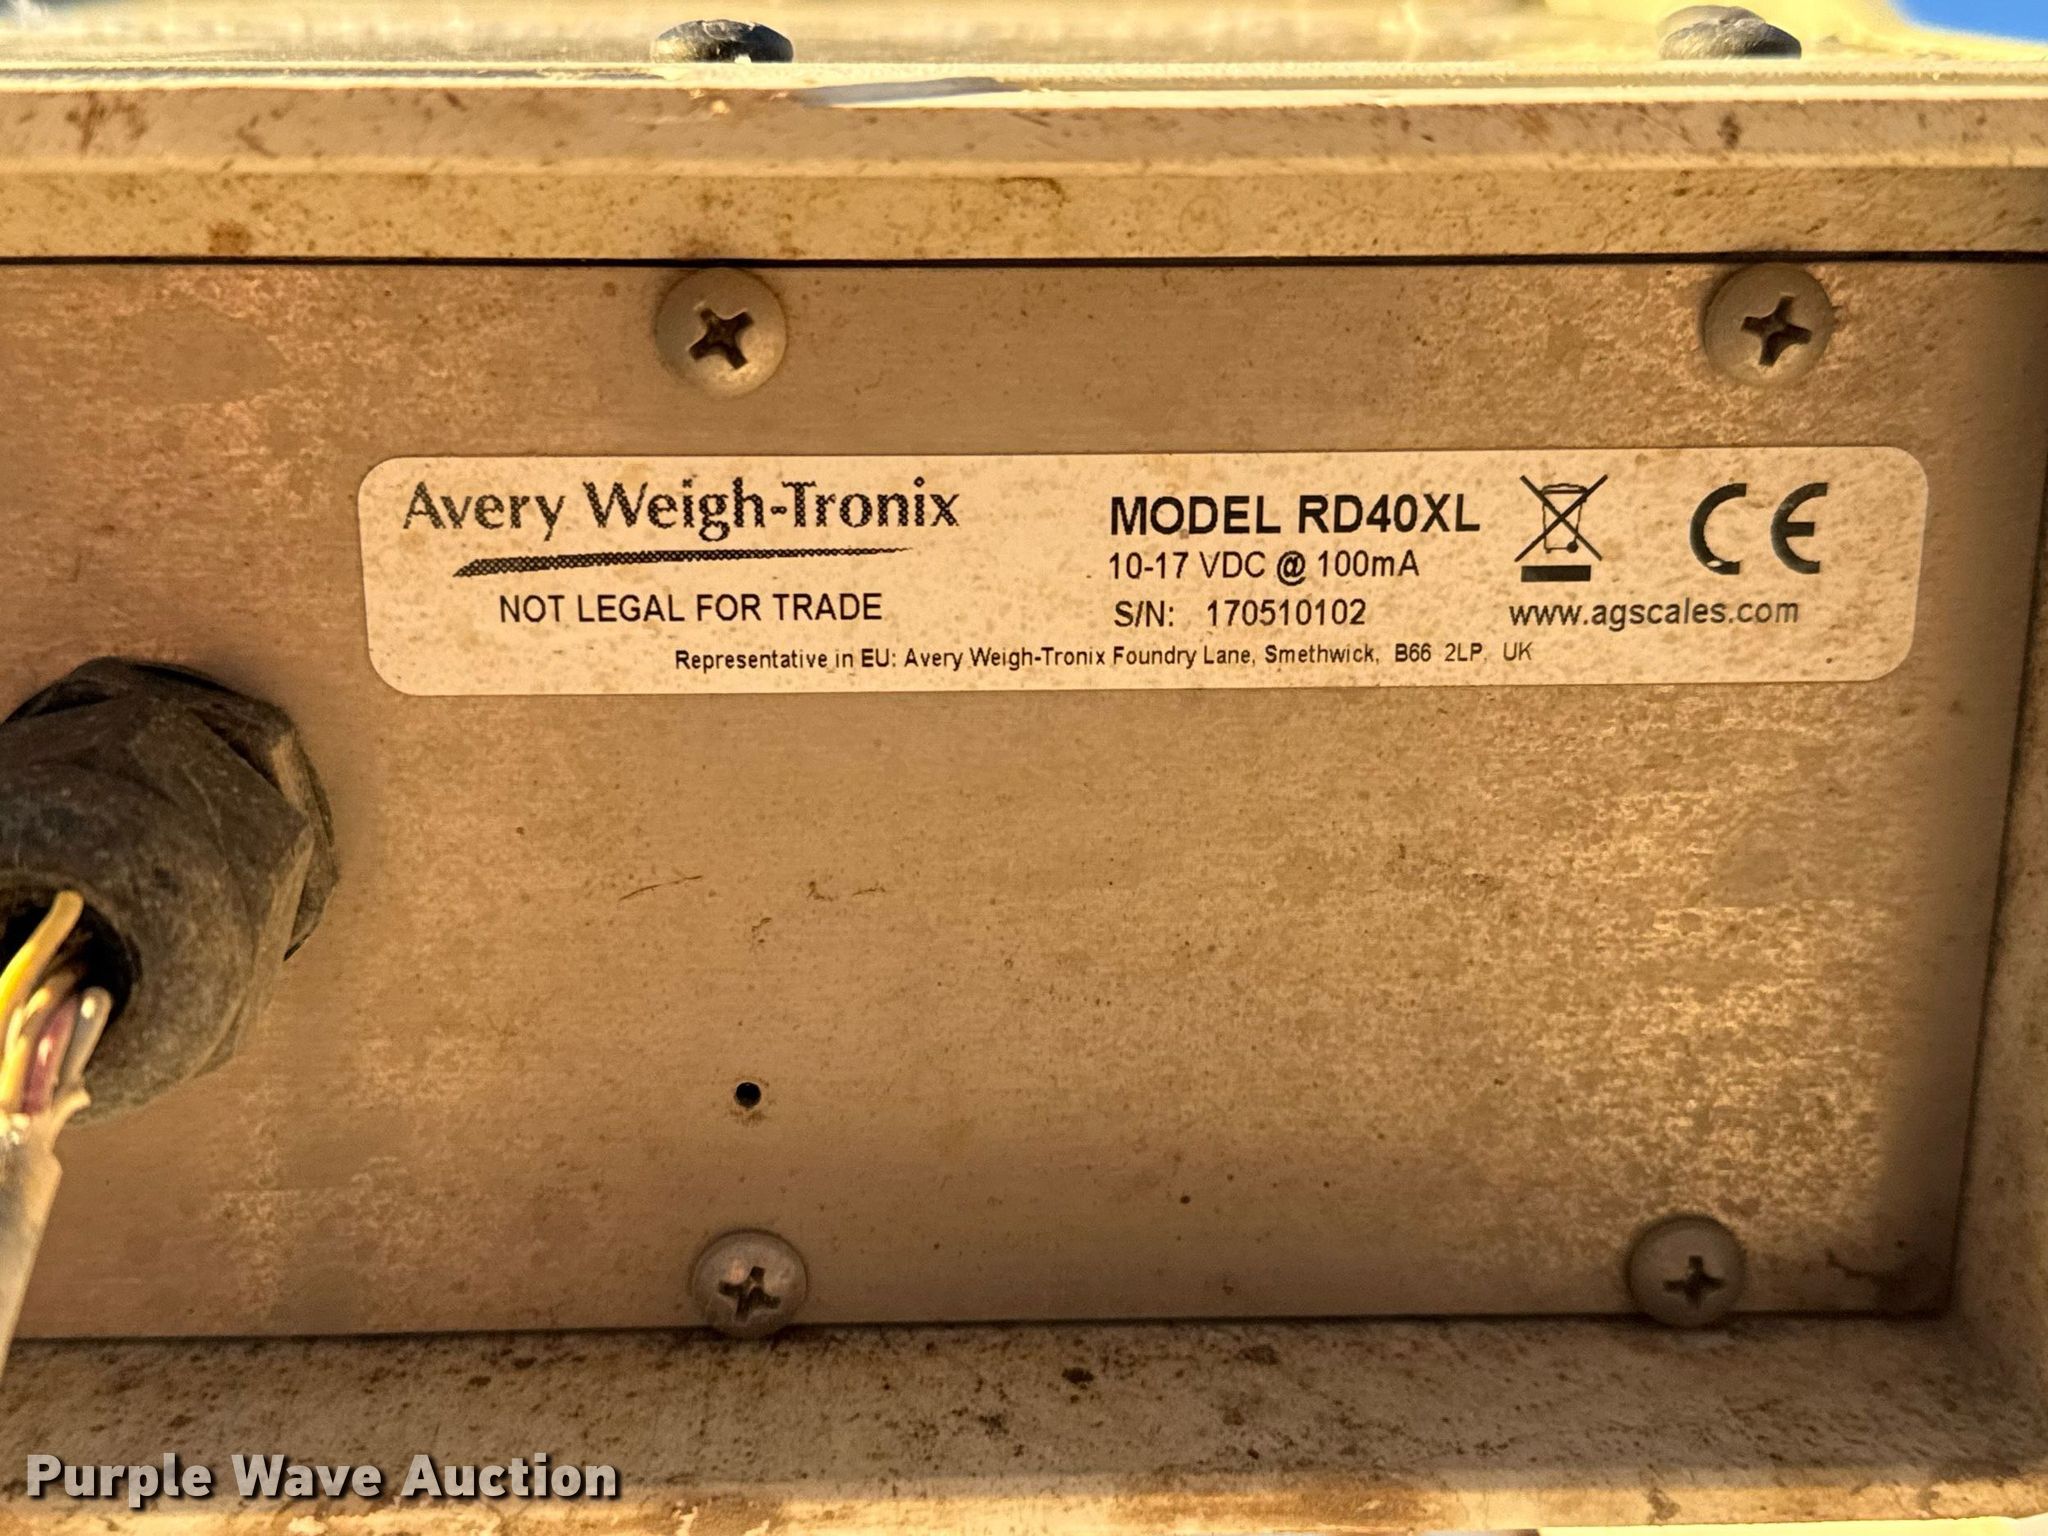 Avery Weigh-Tronix
NOT LEGAL FOR TRADE
MODEL RD40XL
10-17 VDC @ 100mA
S/N: 170510102
CE
www.agscales.com
Representative in EU: Avery Weigh-Tronix Foundry Lane, Smethwick, B66 2LP, UK
Purple Wave Auction